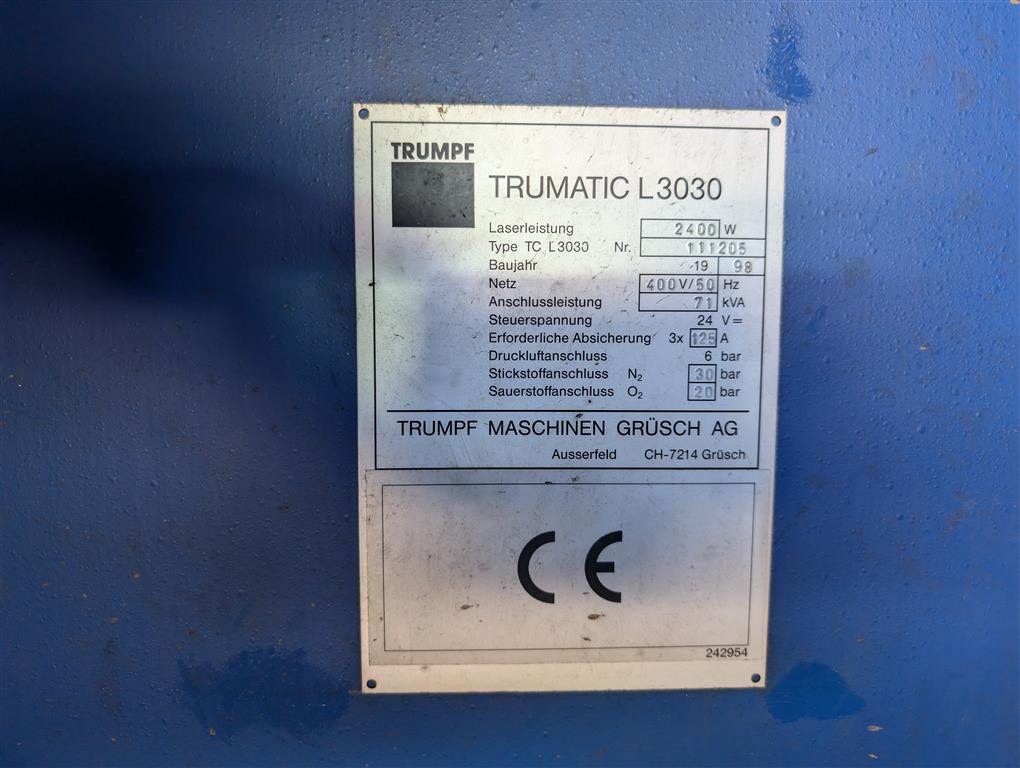 TRUMPF
TRUMATIC L3030
Laserleistung 2400 W
Type TC L3030 Nr. 111205
Baujahr 19 98
Netz 400V/50 Hz
Anschlussleistung 71 kVA
Steuerspannung 24 V=
Erforderliche Absicherung 3x 125 A
Druckluftanschluss 6 bar
Stickstoffanschluss N₂ 30 bar
Sauerstoffanschluss O₂ 20 bar
TRUMPF MASCHINEN GRÜSCH AG
Ausserfeld CH-7214 Grüsch
CE
242954